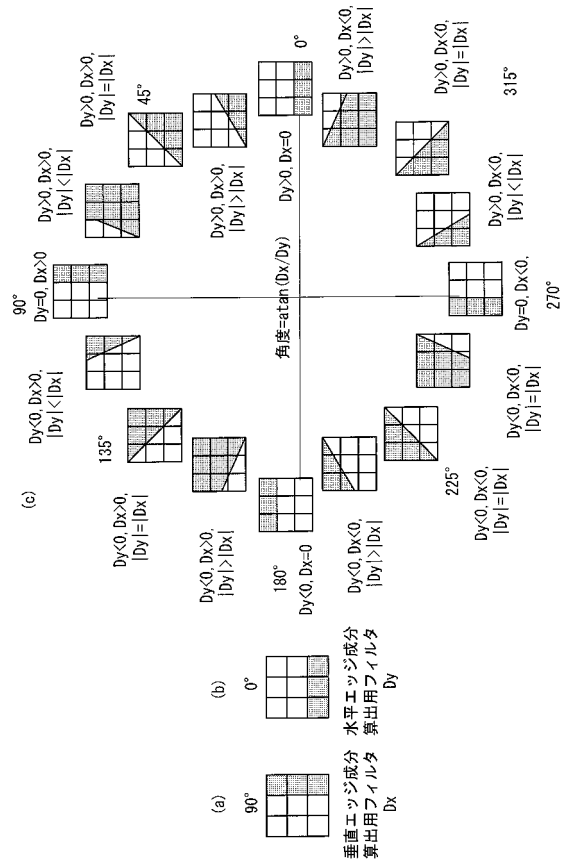 (a)
90°
垂直エッジ成分
算出用フィルタ
Dx
(b)
0°
水平エッジ成分
算出用フィルタ
Dy
(c)
90°
Dy=0, Dx>0
Dy>0, Dx>0,
|Dy|<|Dx|
Dy>0, Dx>0,
|Dy|=|Dx|
45°
Dy>0, Dx>0,
|Dy|>|Dx|
0°
Dy>0, Dx=0
Dy>0, Dx<0,
|Dy|>|Dx|
Dy>0, Dx<0,
|Dy|=|Dx|
315°
Dy>0, Dx<0,
|Dy|<|Dx|
Dy=0, Dx<0,
270°
Dy<0, Dx<0,
|Dy|=|Dx|
225°
Dy<0, Dx<0,
|Dy|=|Dx|
Dy<0, Dx<0,
|Dy|>|Dx|
180°
Dy<0, Dx=0
Dy<0, Dx>0,
|Dy|>|Dx|
Dy<0, Dx>0,
|Dy|=|Dx|
135°
Dy<0, Dx>0,
|Dy|<|Dx|
角度=atan(Dx/Dy)